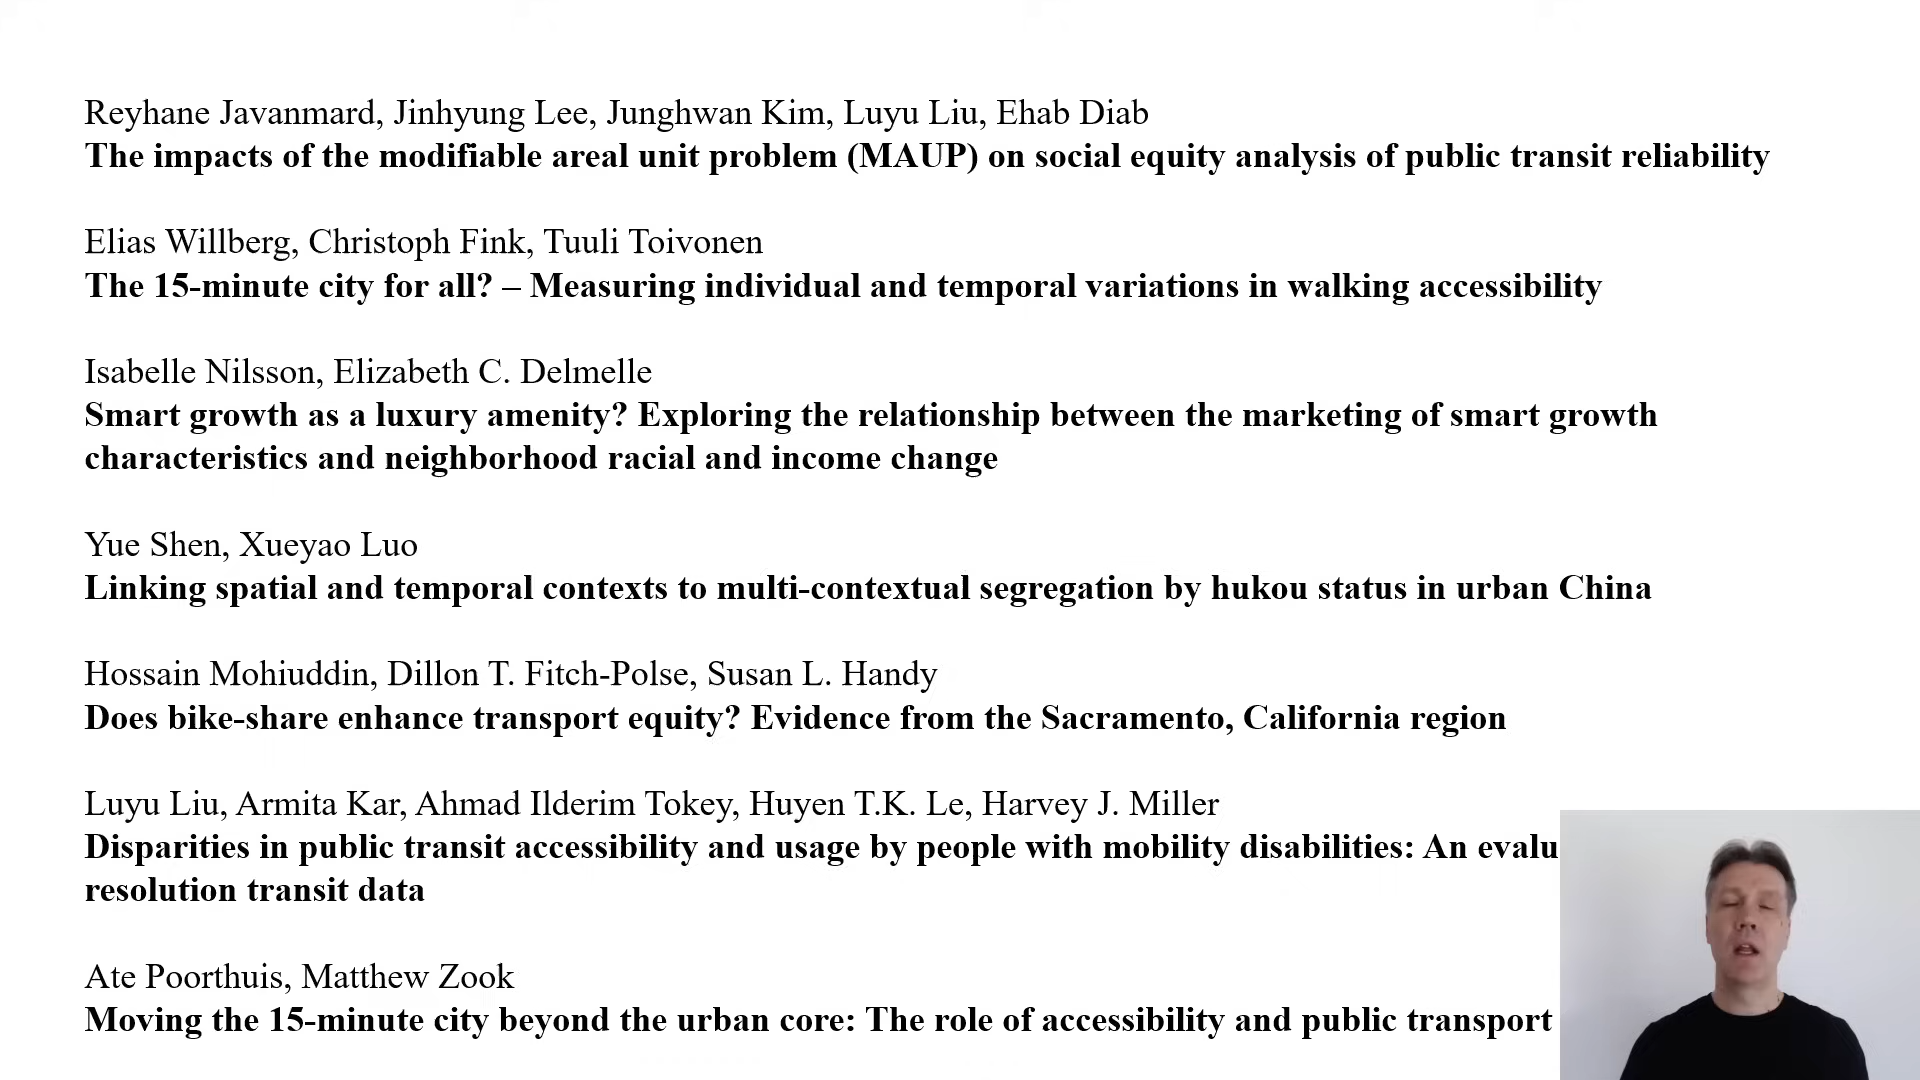 Reyhane Javanmard, Jinhyung Lee, Junghwan Kim, Luyu Liu, Ehab Diab
The impacts of the modifiable areal unit problem (MAUP) on social equity analysis of public transit reliability
Elias Willberg, Christoph Fink, Tuuli Toivonen
The 15-minute city for all? – Measuring individual and temporal variations in walking accessibility
Isabelle Nilsson, Elizabeth C. Delmelle
Smart growth as a luxury amenity? Exploring the relationship between the marketing of smart growth
characteristics and neighborhood racial and income change
Yue Shen, Xueyao Luo
Linking spatial and temporal contexts to multi-contextual segregation by hukou status in urban China
Hossain Mohiuddin, Dillon T. Fitch-Polse, Susan L. Handy
Does bike-share enhance transport equity? Evidence from the Sacramento, California region
Luyu Liu, Armita Kar, Ahmad Ilderim Tokey, Huyen T.K. Le, Harvey J. Miller
Disparities in public transit accessibility and usage by people with mobility disabilities: An evalu
resolution transit data
Ate Poorthuis, Matthew Zook
Moving the 15-minute city beyond the urban core: The role of accessibility and public transport